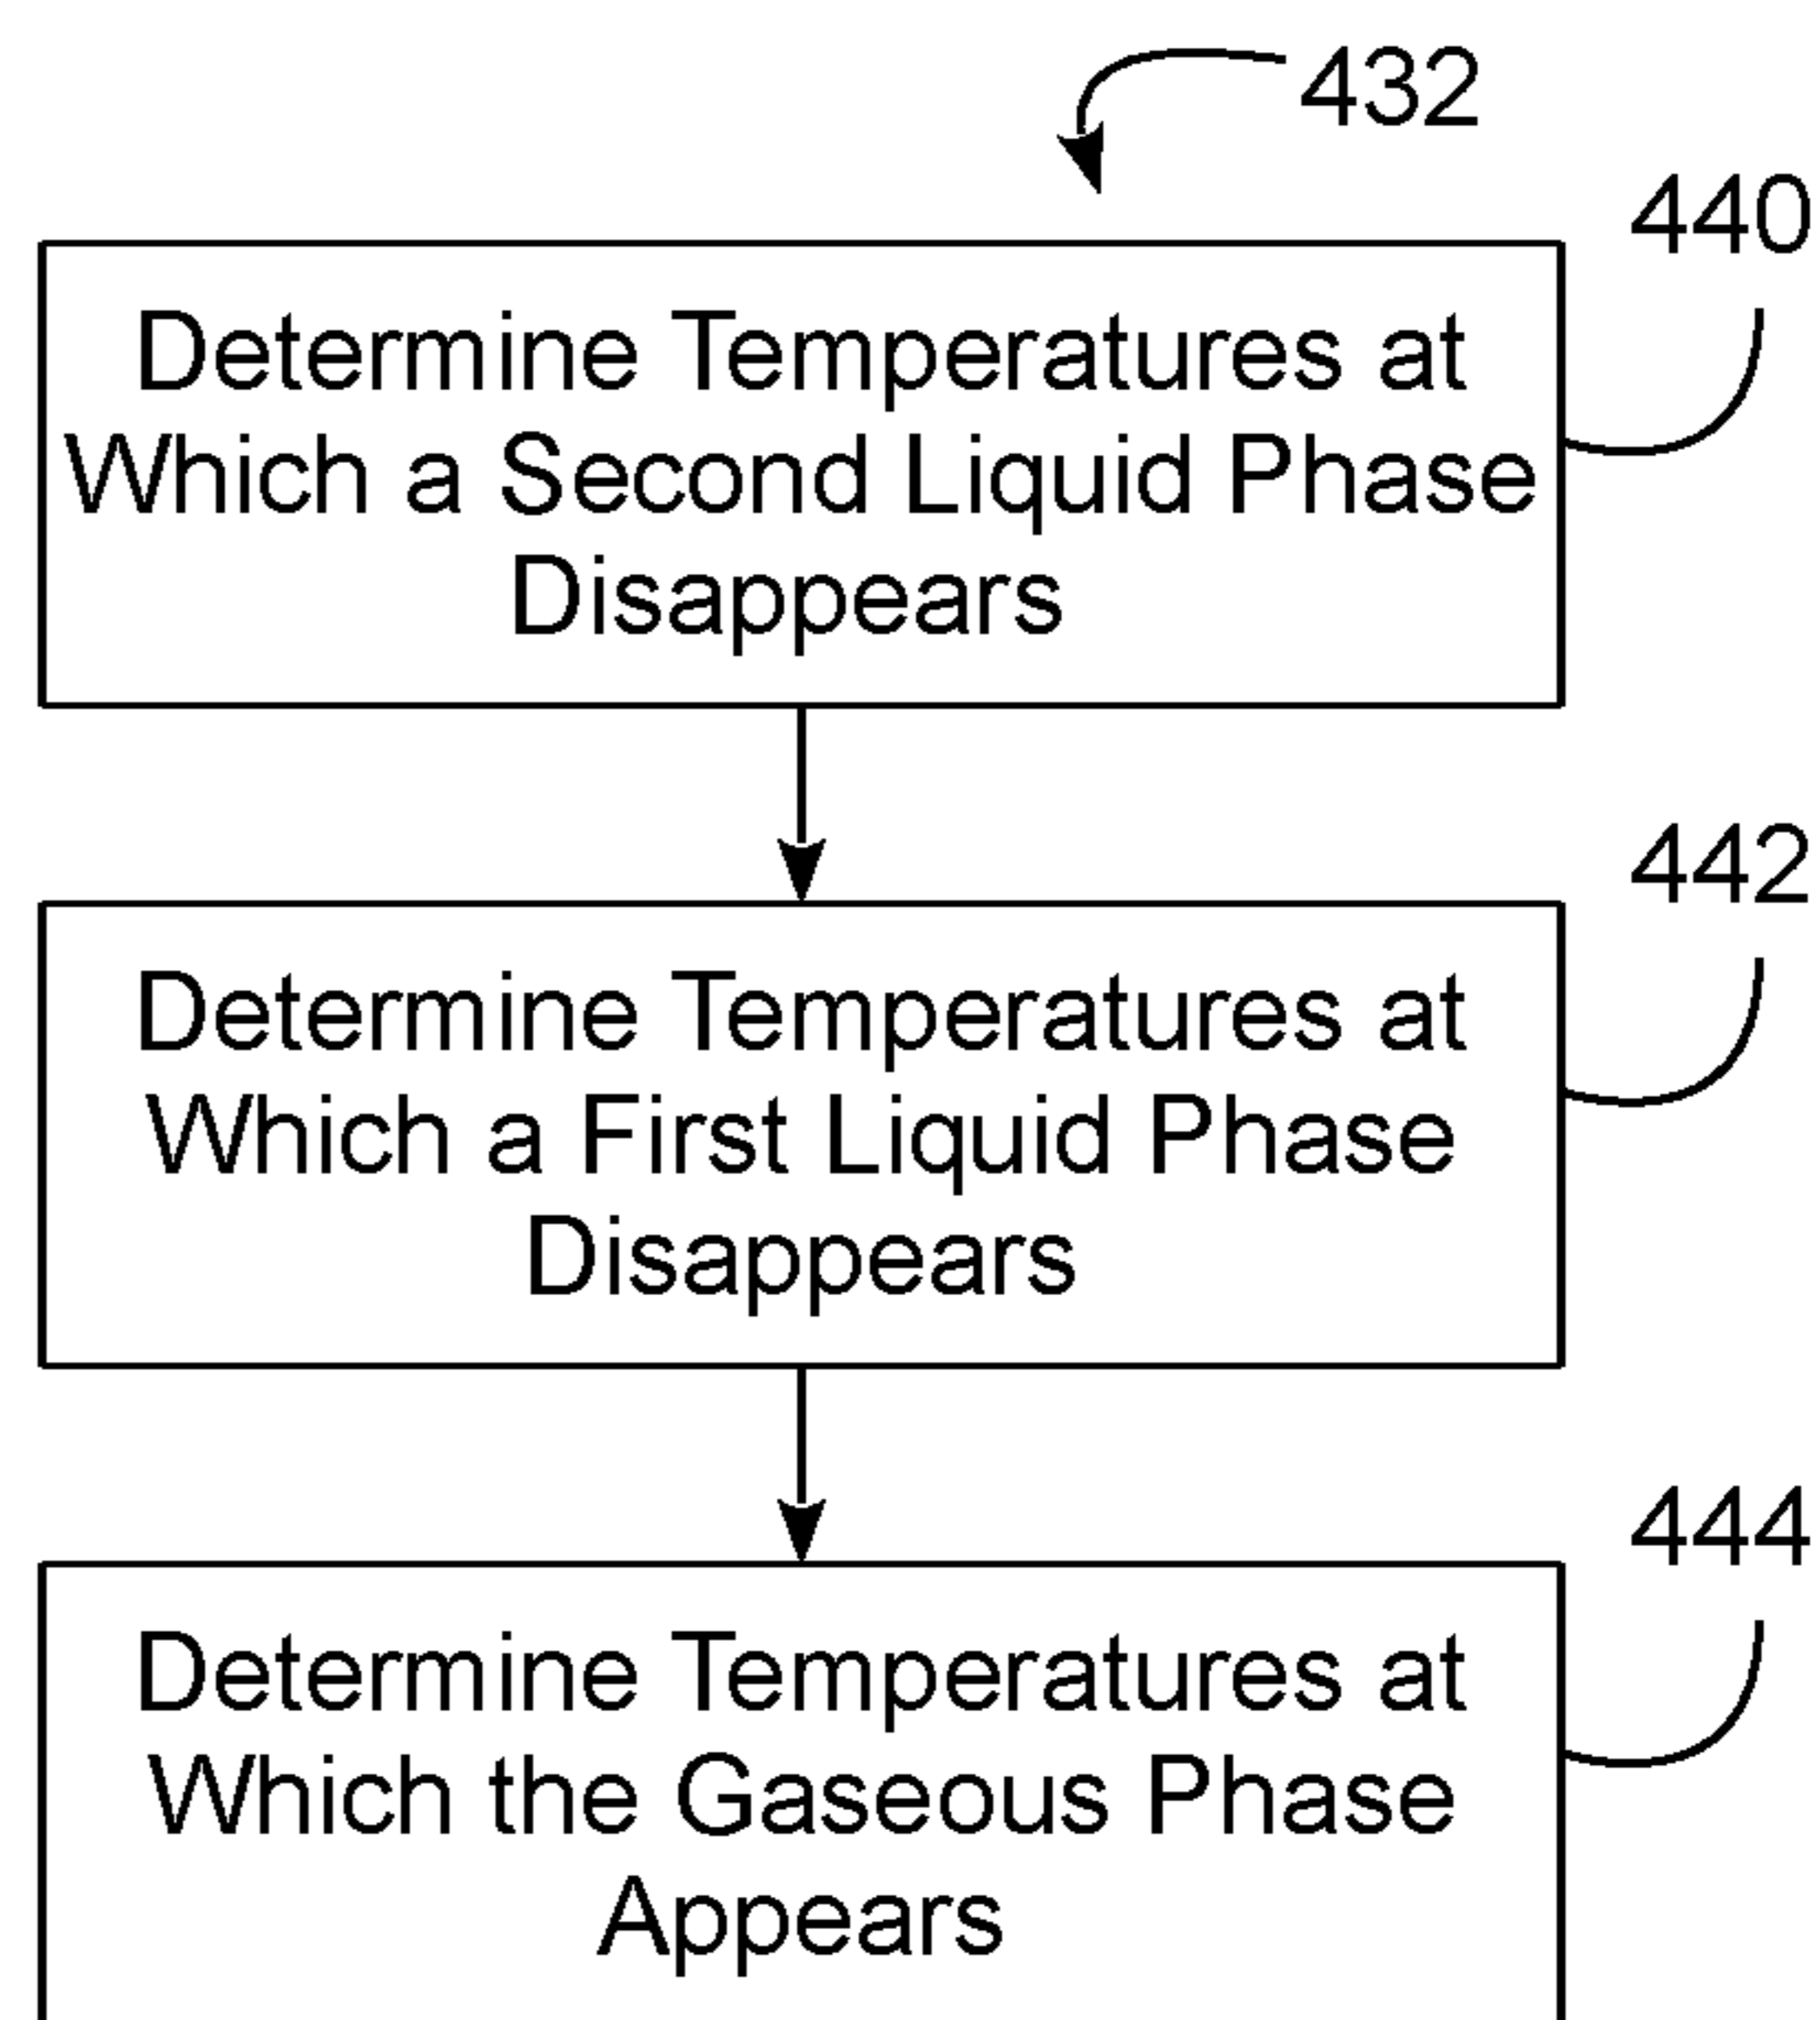 432
440
Determine Temperatures at
Which a Second Liquid Phase
Disappears
442
Determine Temperatures at
Which a First Liquid Phase
Disappears
444
Determine Temperatures at
Which the Gaseous Phase
Appears